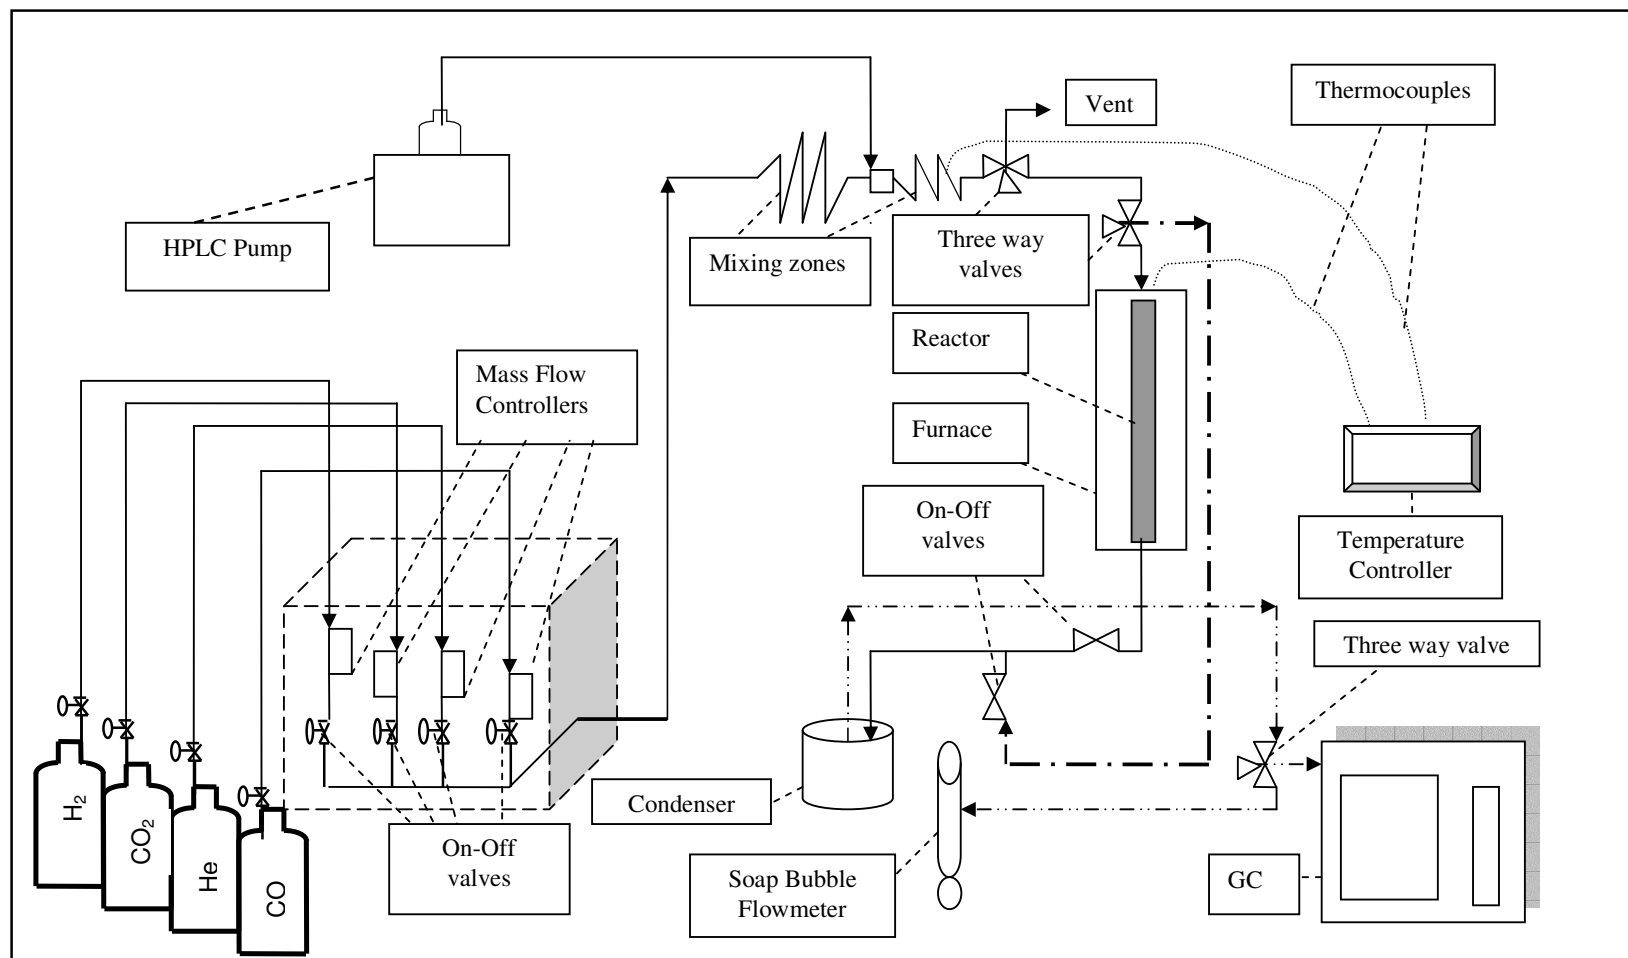 Vent
Thermocouples
HPLC Pump
Mixing zones
Three way
valves
Reactor
Mass Flow
Controllers
Furnace
On-Off
valves
Temperature
Controller
Three way valve
H2
CO2
He
CO
On-Off
valves
Condenser
Soap Bubble
Flowmeter
GC